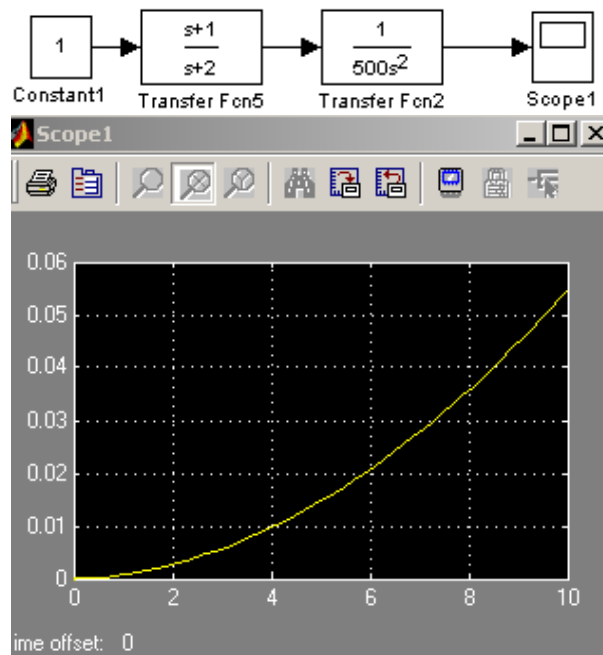 1
s+1
s+2
1
500s²
Constant1
Transfer Fcn5
Transfer Fcn2
Scope1
Scope1
0.06
0.05
0.04
0.03
0.02
0.01
0
0 2 4 6 8 10
ime offset: 0